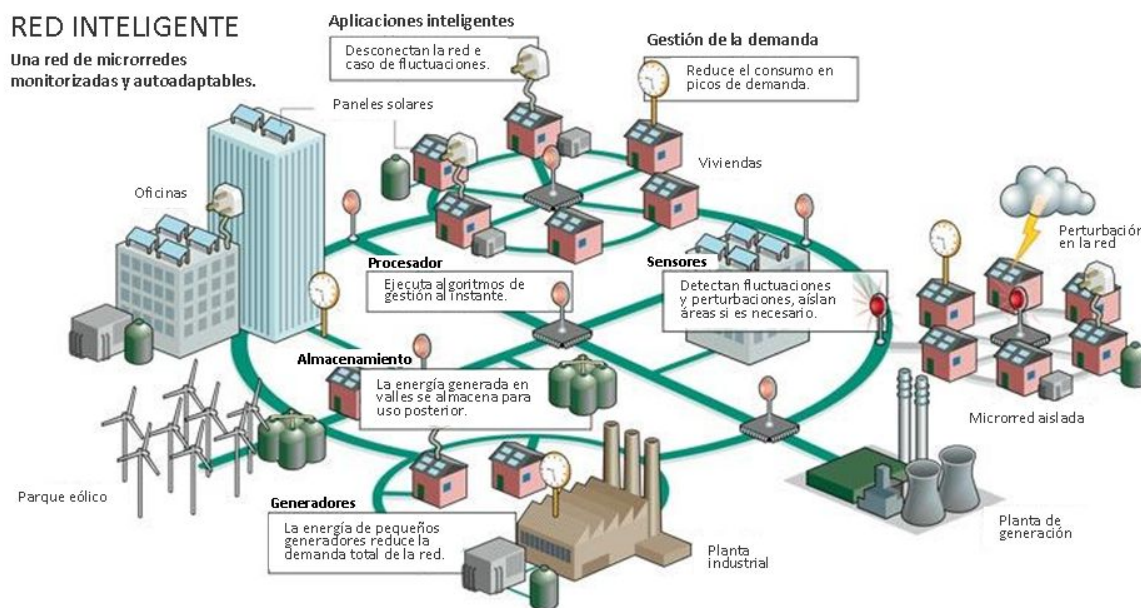 RED INTELIGENTE
Una red de microrredes
monitorizadas y autoadaptables.
Aplicaciones inteligentes
Desconectan la red e
caso de fluctuaciones.
Gestión de la demanda
Reduce el consumo en
picos de demanda.
Paneles solares
Viviendas
Oficinas
Perturbación
en la red
Procesador
Ejecuta algoritmos de
gestión al instante.
Sensores
Detectan fluctuaciones
y perturbaciones, aíslan
áreas si es necesario.
Almacenamiento
La energía generada en
valles se almacena para
uso posterior.
Microrred aislada
Parque eólico
Generadores
La energía de pequeños
generadores reduce la
demanda total de la red.
Planta
industrial
Planta de
generación